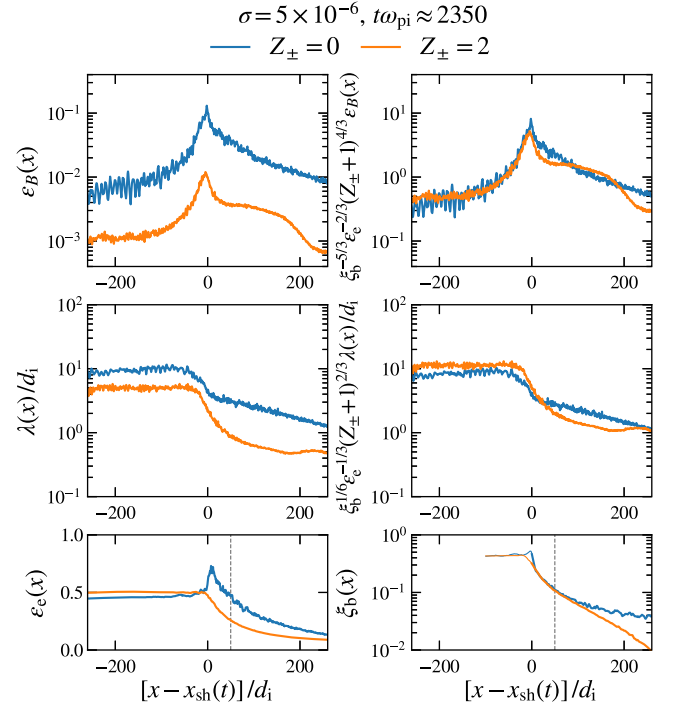 σ = 5 × 10⁻⁶, tω_pi ≈ 2350
Z_± = 0 Z_± = 2
ε_B(x)
10⁻¹
10⁻²
10⁻³
−200 0 200
ξ_b^{−5/3} ε_e^{−2/3} (Z_± + 1)^{4/3} ε_B(x)
10¹
10⁰
10⁻¹
−200 0 200
λ(x)/d_i
10²
10¹
10⁰
10⁻¹
−200 0 200
ξ_b^{1/6} ε_e^{−1/3} (Z_± + 1)^{2/3} λ(x)/d_i
10²
10¹
10⁰
10⁻¹
−200 0 200
ε_e(x)
1.0
0.5
0.0
−200 0 200
[x − x_sh(t)]/d_i
ξ_b(x)
10⁰
10⁻¹
10⁻²
−200 0 200
[x − x_sh(t)]/d_i